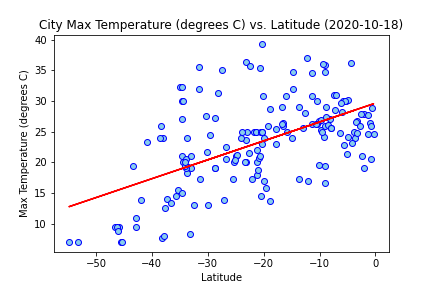 City Max Temperature (degrees C) vs. Latitude (2020-10-18)
40
35
30
25
20
15
10
Max Temperature (degrees C)
−50 −40 −30 −20 −10 0
Latitude